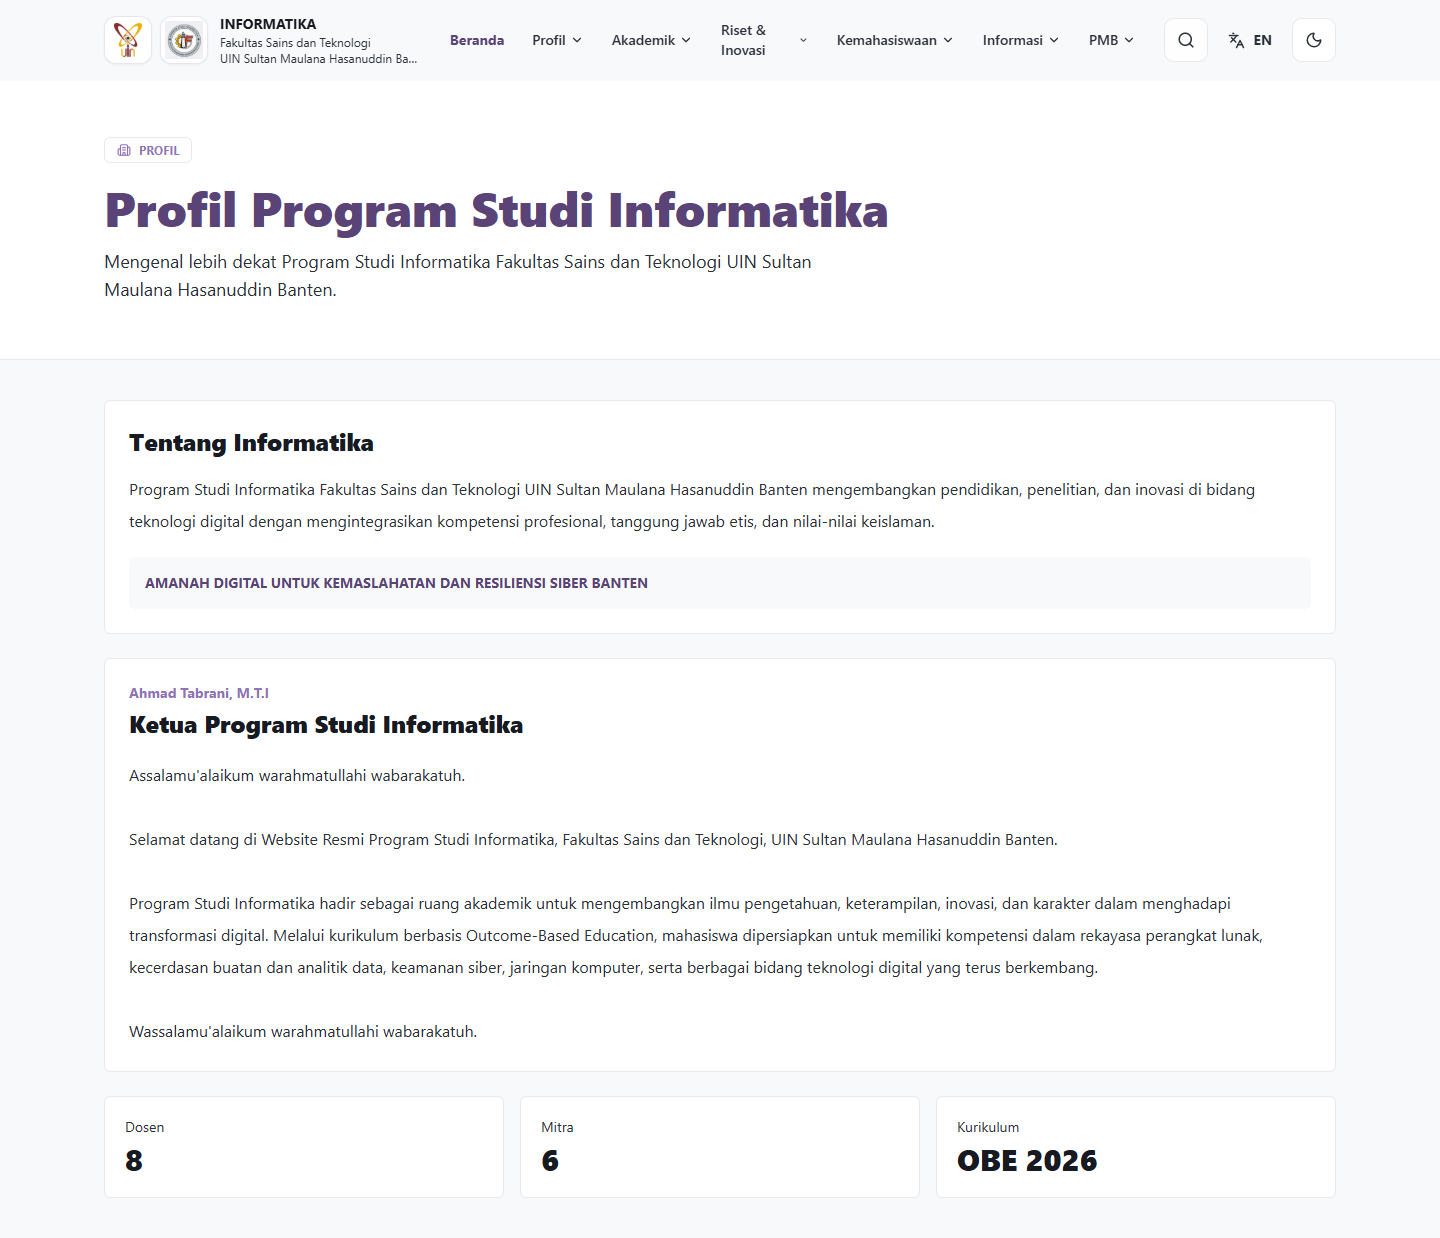 INFORMATIKA
Fakultas Sains dan Teknologi
UIN Sultan Maulana Hasanuddin Ba...
Beranda
Profil
Akademik
Riset &
Inovasi
Kemahasiswaan
Informasi
PMB
EN
PROFIL
Profil Program Studi Informatika
Mengenal lebih dekat Program Studi Informatika Fakultas Sains dan Teknologi UIN Sultan
Maulana Hasanuddin Banten.
Tentang Informatika
Program Studi Informatika Fakultas Sains dan Teknologi UIN Sultan Maulana Hasanuddin Banten mengembangkan pendidikan, penelitian, dan inovasi di bidang
teknologi digital dengan mengintegrasikan kompetensi profesional, tanggung jawab etis, dan nilai-nilai keislaman.
AMANAH DIGITAL UNTUK KEMASLAHATAN DAN RESILIENSI SIBER BANTEN
Ahmad Tabrani, M.T.I
Ketua Program Studi Informatika
Assalamu'alaikum warahmatullahi wabarakatuh.
Selamat datang di Website Resmi Program Studi Informatika, Fakultas Sains dan Teknologi, UIN Sultan Maulana Hasanuddin Banten.
Program Studi Informatika hadir sebagai ruang akademik untuk mengembangkan ilmu pengetahuan, keterampilan, inovasi, dan karakter dalam menghadapi
transformasi digital. Melalui kurikulum berbasis Outcome-Based Education, mahasiswa dipersiapkan untuk memiliki kompetensi dalam rekayasa perangkat lunak,
kecerdasan buatan dan analitik data, keamanan siber, jaringan komputer, serta berbagai bidang teknologi digital yang terus berkembang.
Wassalamu'alaikum warahmatullahi wabarakatuh.
Dosen
8
Mitra
6
Kurikulum
OBE 2026